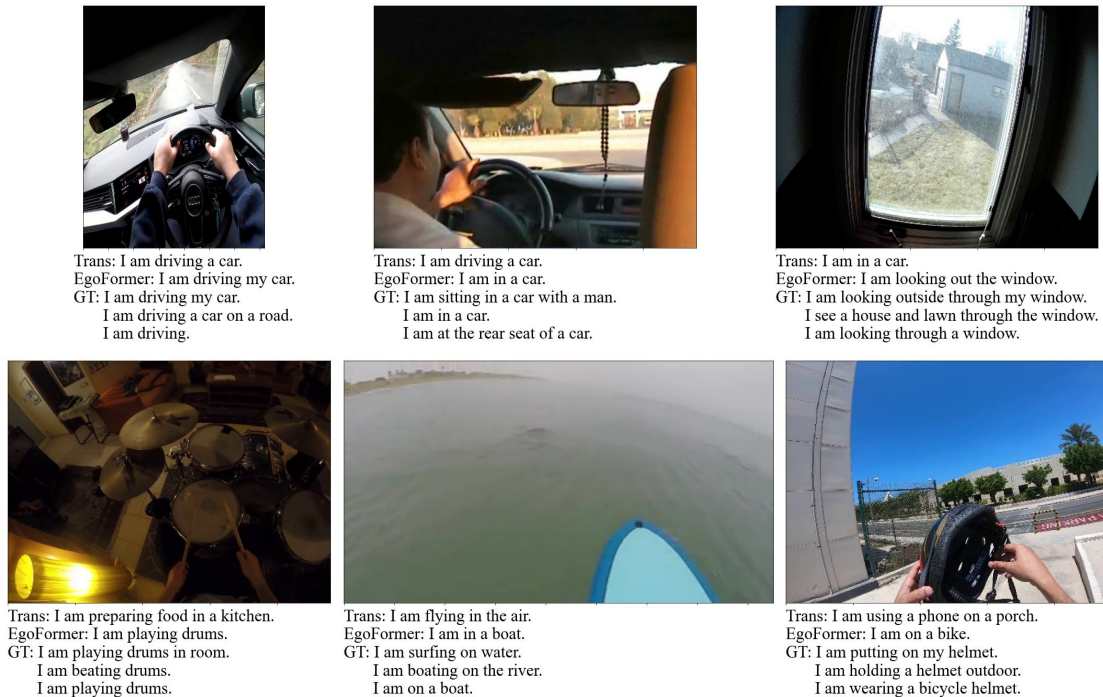 Trans: I am driving a car.
EgoFormer: I am driving my car.
GT: I am driving my car.
I am driving a car on a road.
I am driving.
Trans: I am driving a car.
EgoFormer: I am in a car.
GT: I am sitting in a car with a man.
I am in a car.
I am at the rear seat of a car.
Trans: I am in a car.
EgoFormer: I am looking out the window.
GT: I am looking outside through my window.
I see a house and lawn through the window.
I am looking through a window.
Trans: I am preparing food in a kitchen.
EgoFormer: I am playing drums.
GT: I am playing drums in room.
I am beating drums.
I am playing drums.
Trans: I am flying in the air.
EgoFormer: I am in a boat.
GT: I am surfing on water.
I am boating on the river.
I am on a boat.
PARKING
Trans: I am using a phone on a porch.
EgoFormer: I am on a bike.
GT: I am putting on my helmet.
I am holding a helmet outdoor.
I am wearing a bicycle helmet.